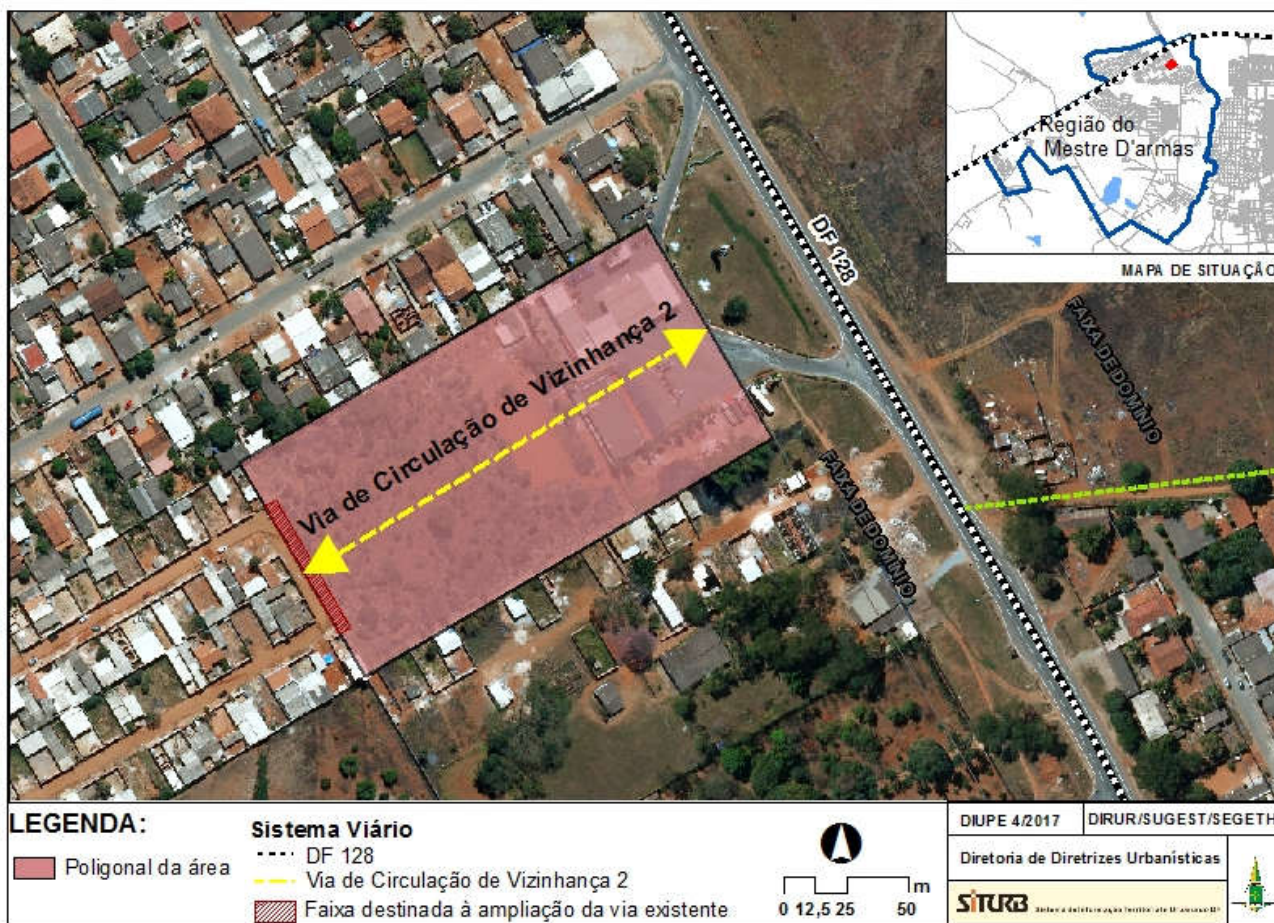 Região do
Mestre D'armas
MAPA DE SITUAÇÃO
DF 128
FAIXA DE DOMÍNIO
Via de Circulação de Vizinhança 2
FAIXA DE DOMÍNIO
LEGENDA:
Poligonal da área
Sistema Viário
DF 128
Via de Circulação de Vizinhança 2
Faixa destinada à ampliação da via existente
m
0 12,5 25 50
DIUPE 4/2017
DIRUR/SUGEST/SEGETH
Diretoria de Diretrizes Urbanísticas
SITURB